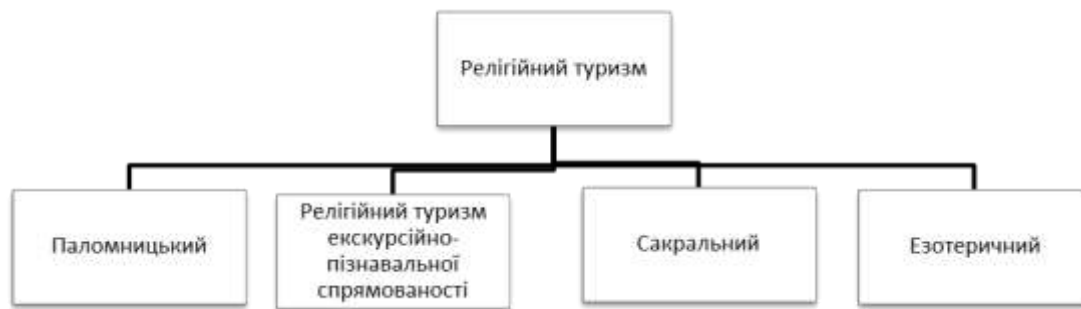 Релігійний туризм
Паломницький
Релігійний туризм
екскурсійно-
пізнавальної
спрямованості
Сакральний
Езотеричний